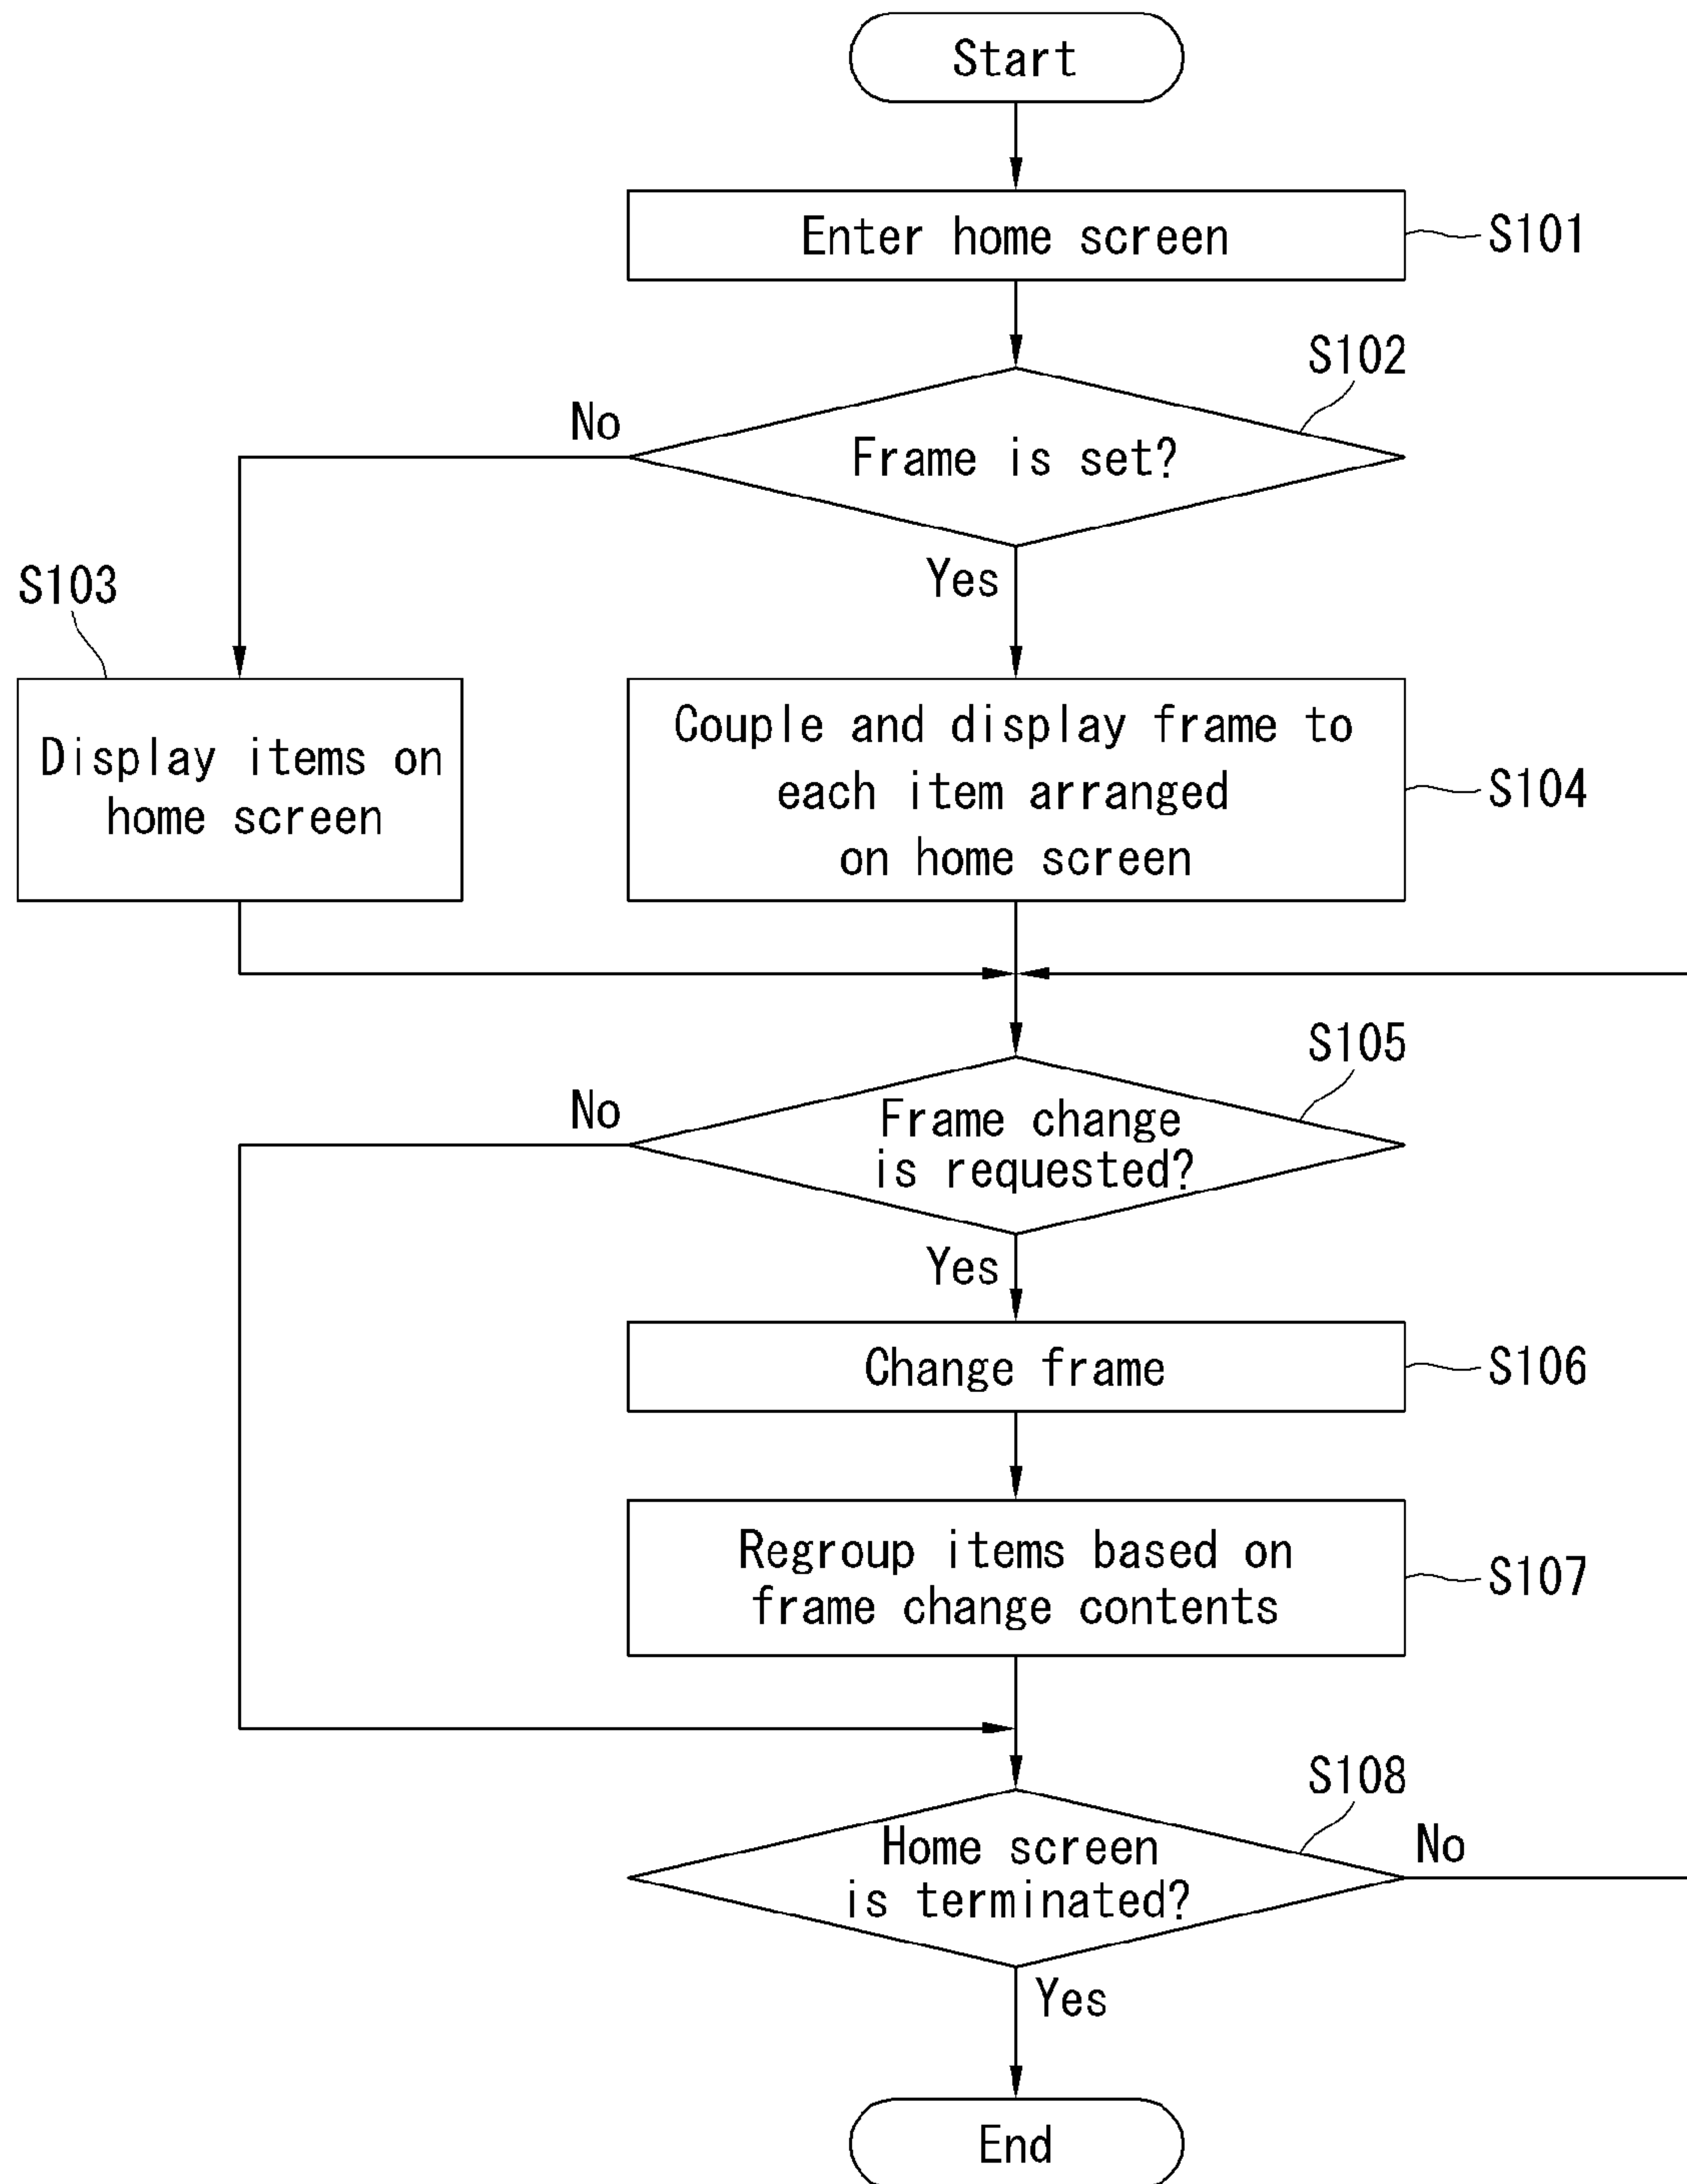 Start
Enter home screen
S101
S102
No
Frame is set?
Yes
S103
Display items on
home screen
Couple and display frame to
each item arranged
on home screen
S104
S105
No
Frame change
is requested?
Yes
Change frame
S106
Regroup items based on
frame change contents
S107
S108
Home screen
is terminated?
No
Yes
End